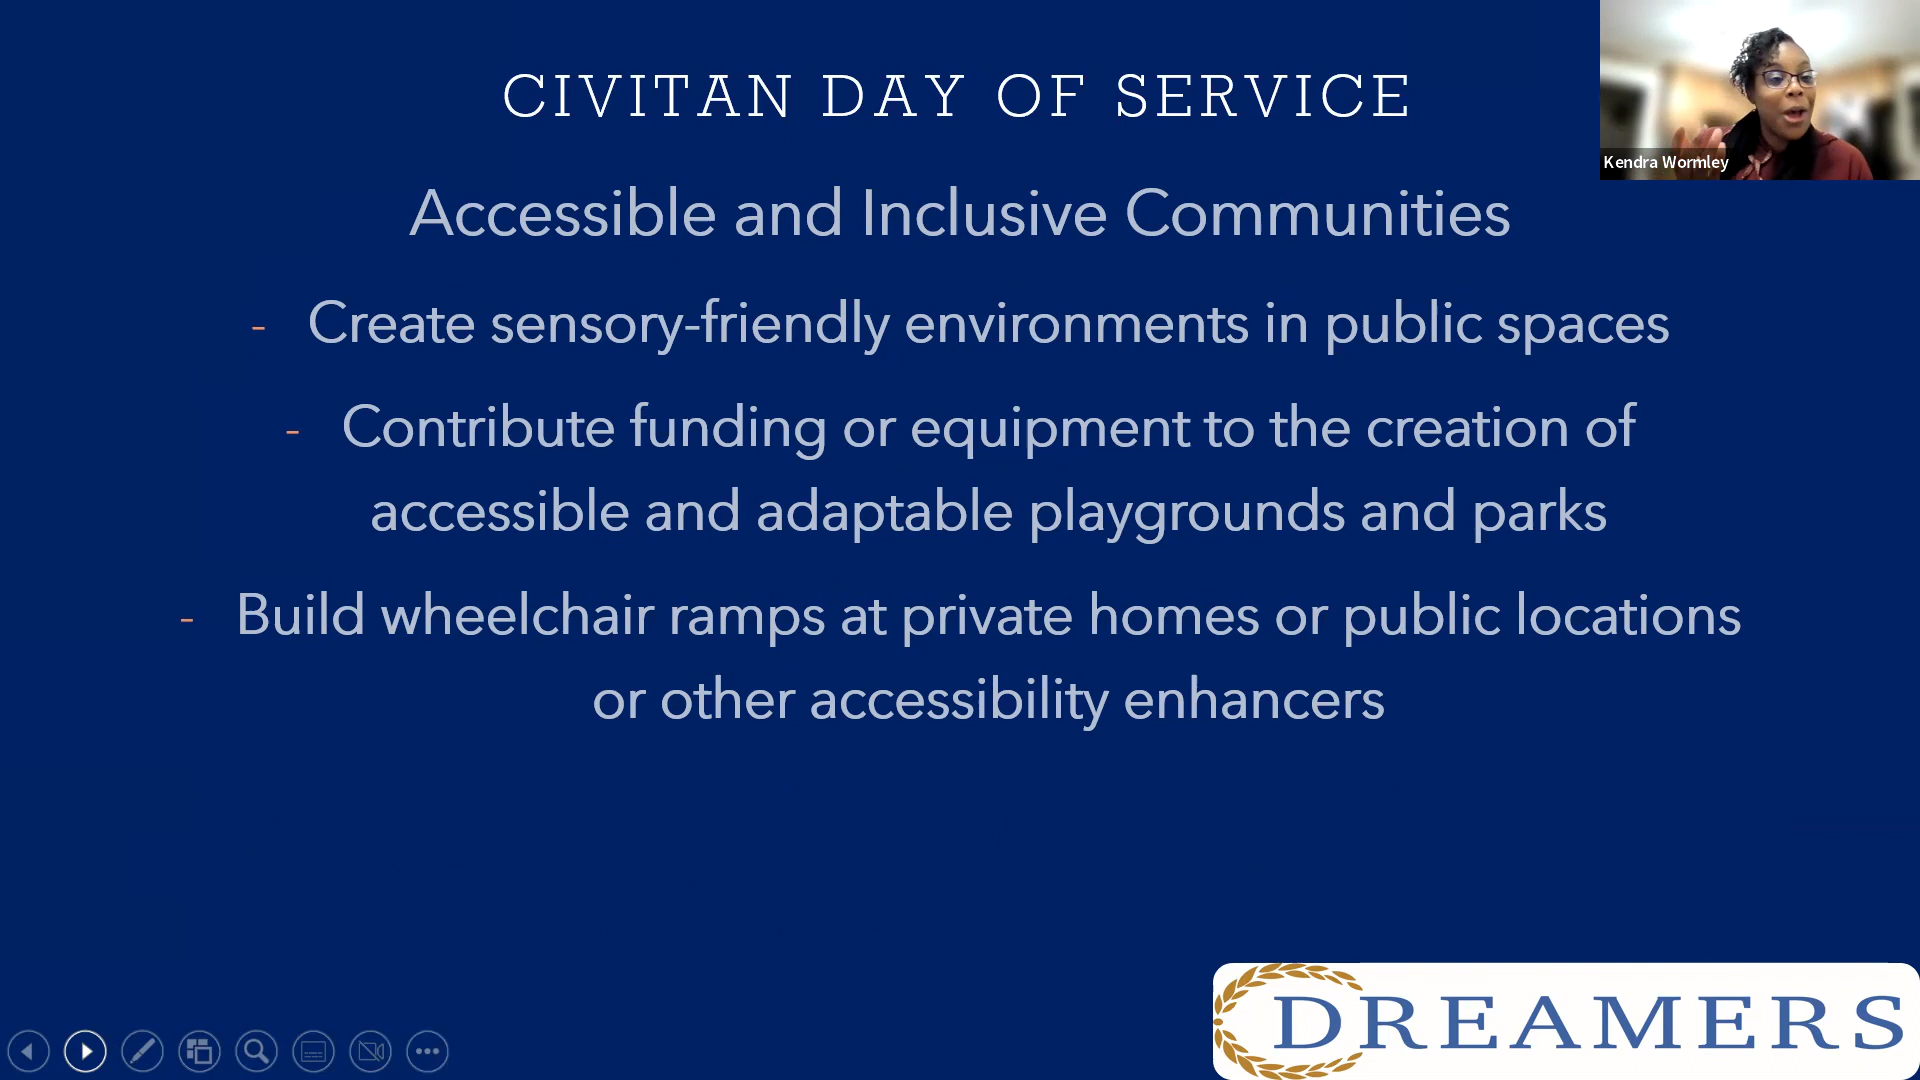 CIVITAN DAY OF SERVICE
Kendra Wormley
Accessible and Inclusive Communities
- Create sensory-friendly environments in public spaces
- Contribute funding or equipment to the creation of
accessible and adaptable playgrounds and parks
- Build wheelchair ramps at private homes or public locations
or other accessibility enhancers
DREAMERS